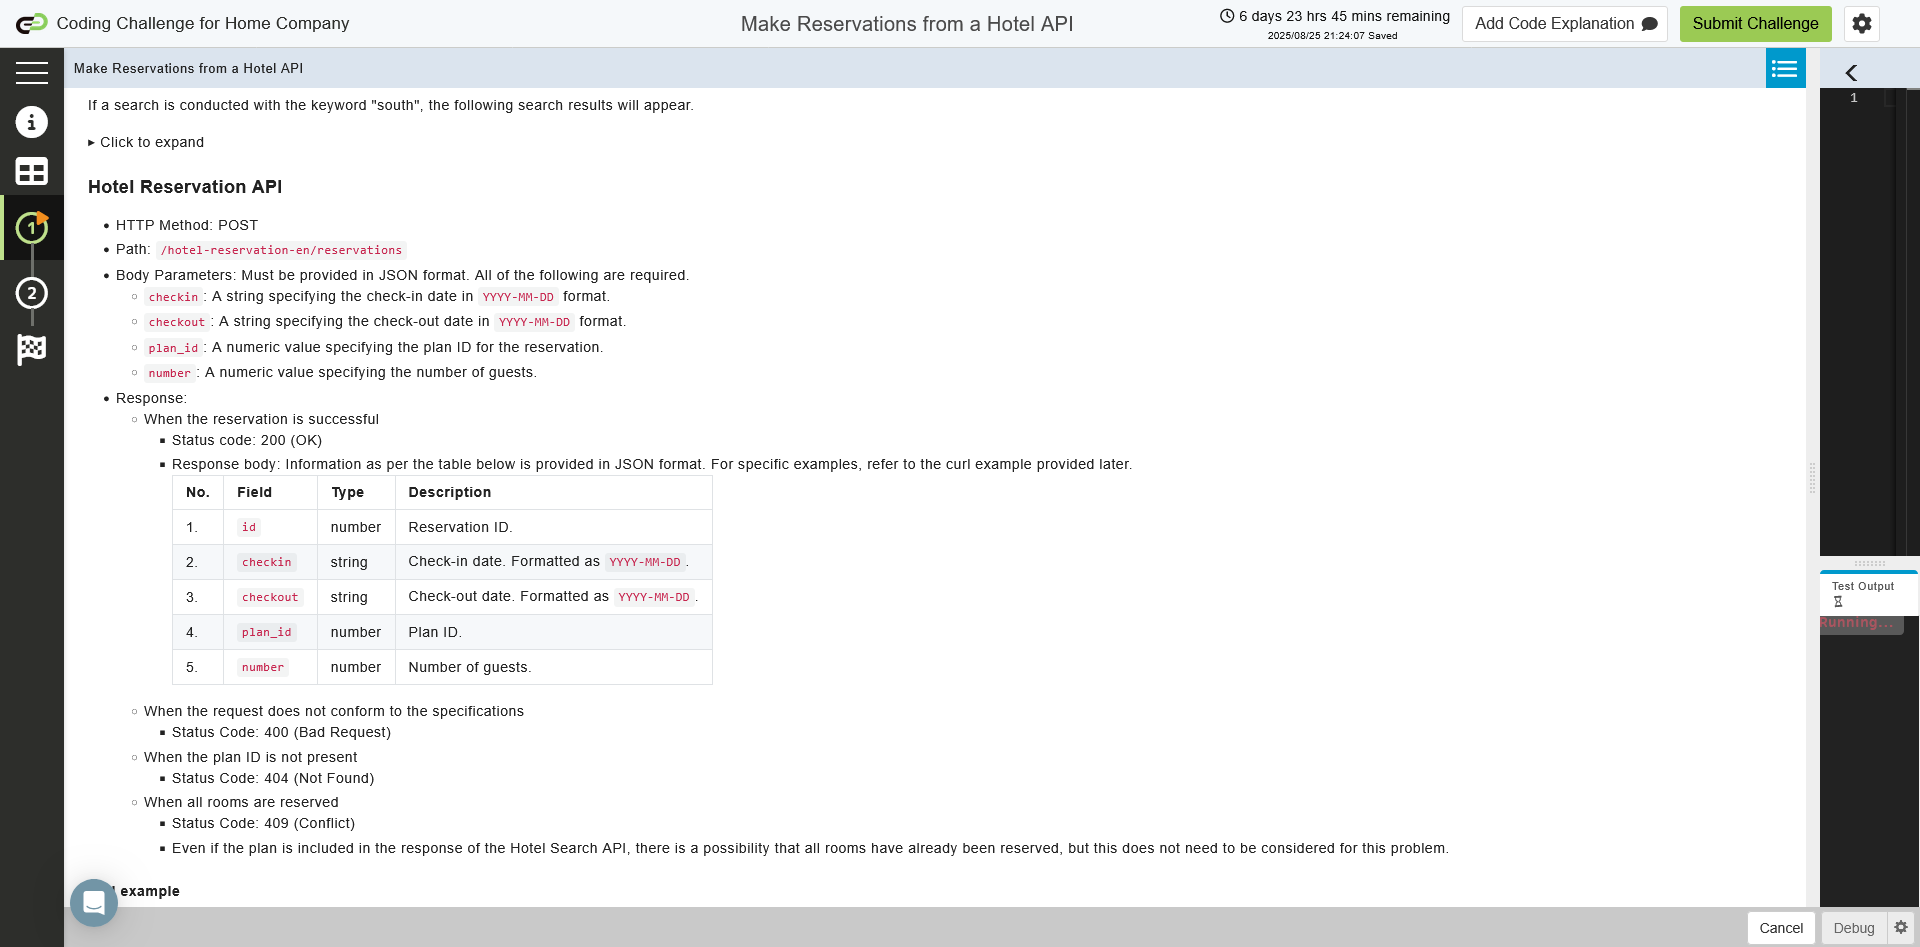 Coding Challenge for Home Company
Make Reservations from a Hotel API
6 days 23 hrs 45 mins remaining
2025/08/25 21:24:07 Saved
Add Code Explanation
Submit Challenge
Make Reservations from a Hotel API
If a search is conducted with the keyword "south", the following search results will appear.
Click to expand
Hotel Reservation API
HTTP Method: POST
Path: /hotel-reservation-en/reservations
Body Parameters: Must be provided in JSON format. All of the following are required.
checkin : A string specifying the check-in date in YYYY-MM-DD format.
checkout : A string specifying the check-out date in YYYY-MM-DD format.
plan_id : A numeric value specifying the plan ID for the reservation.
number : A numeric value specifying the number of guests.
Response:
When the reservation is successful
Status code: 200 (OK)
Response body: Information as per the table below is provided in JSON format. For specific examples, refer to the curl example provided later.
No. Field Type Description
1. id number Reservation ID.
2. checkin string Check-in date. Formatted as YYYY-MM-DD .
3. checkout string Check-out date. Formatted as YYYY-MM-DD .
4. plan_id number Plan ID.
5. number number Number of guests.
When the request does not conform to the specifications
Status Code: 400 (Bad Request)
When the plan ID is not present
Status Code: 404 (Not Found)
When all rooms are reserved
Status Code: 409 (Conflict)
Even if the plan is included in the response of the Hotel Search API, there is a possibility that all rooms have already been reserved, but this does not need to be considered for this problem.
example
1
2
1
Test Output
Running...
Cancel
Debug